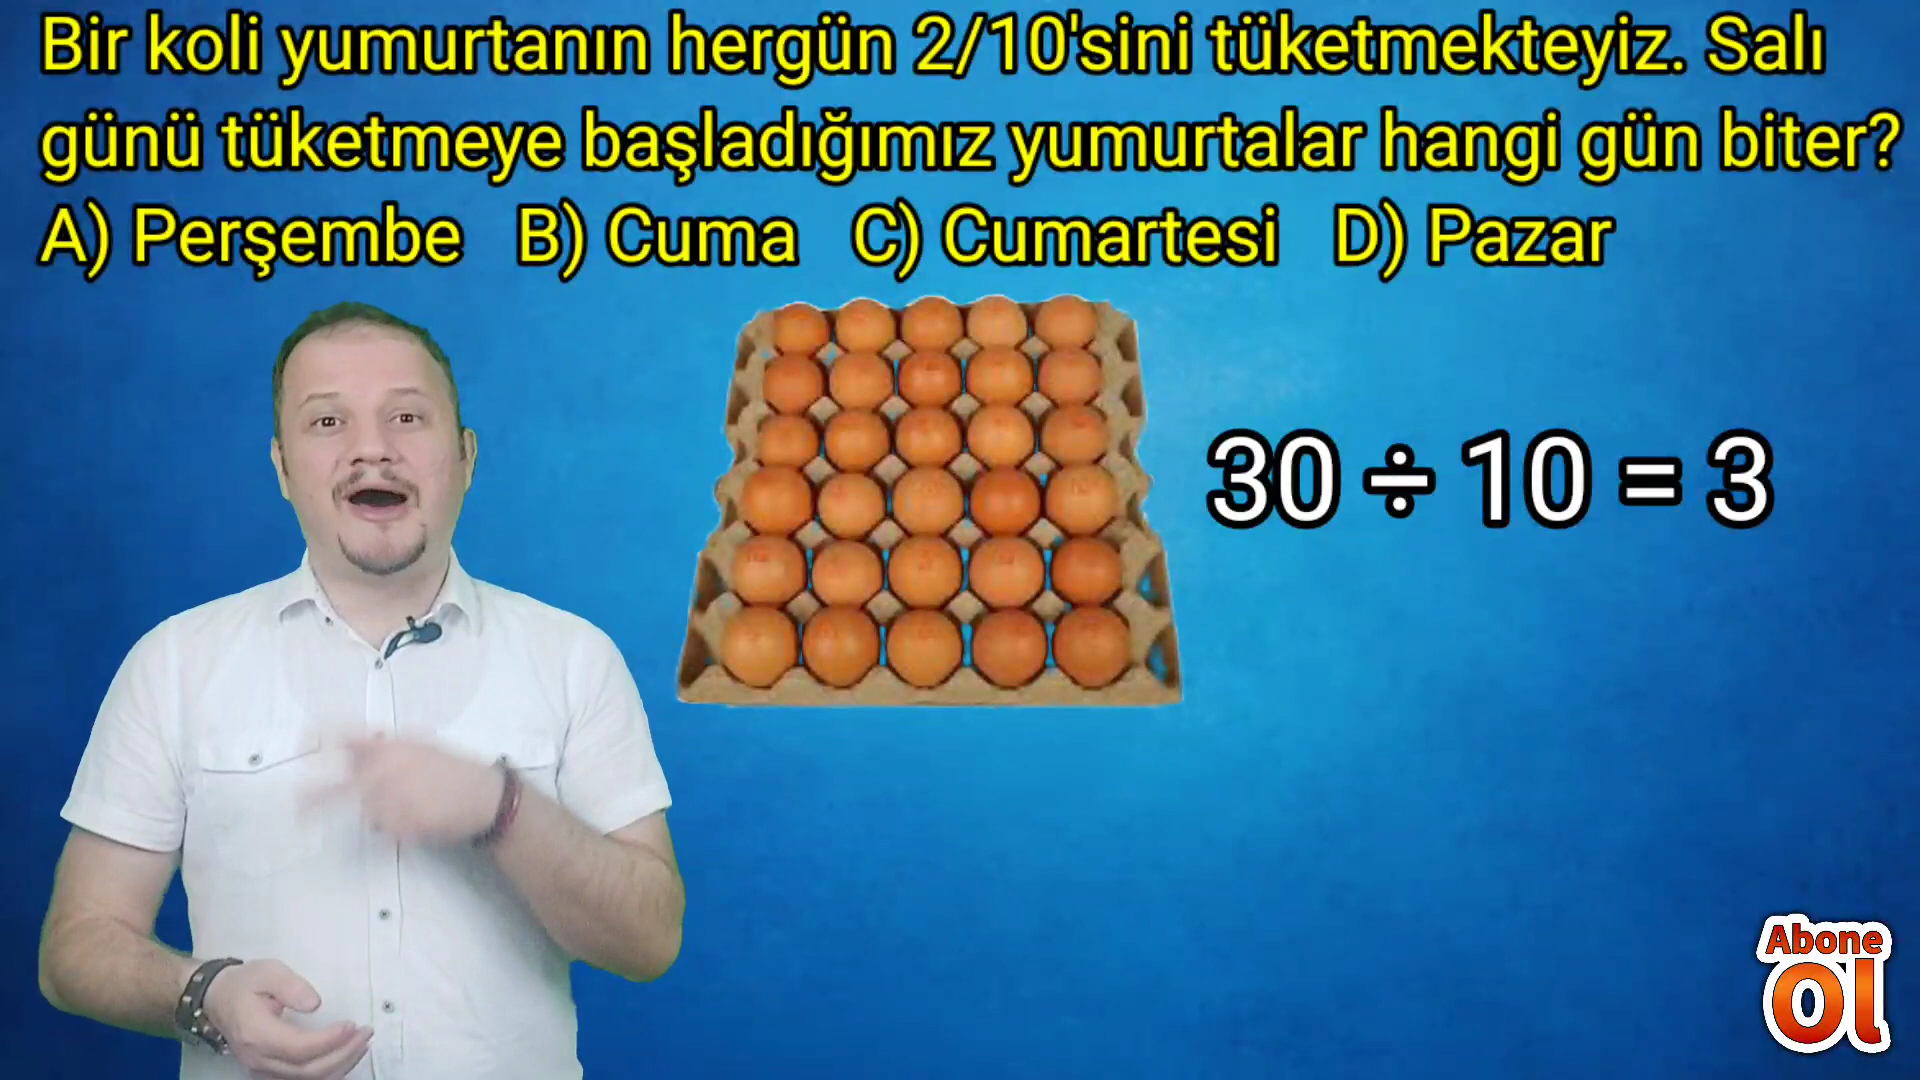 Bir koli yumurtanın hergün 2/10'sini tüketmekteyiz. Salı
günü tüketmeye başladığımız yumurtalar hangi gün biter?
A) Perşembe B) Cuma C) Cumartesi D) Pazar
30 ÷ 10 = 3
Abone
Ol